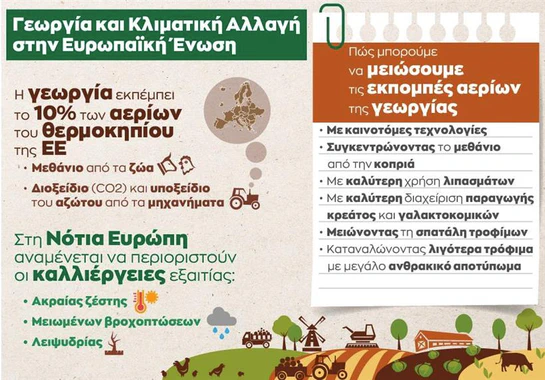 Γεωργία και Κλιματική Αλλαγή
στην Ευρωπαϊκή Ένωση
Η γεωργία εκπέμπει
το 10% των αερίων
του θερμοκηπίου
της ΕΕ
• Μεθάνιο από τα ζώα
• Διοξείδιο (CO2) και υποξείδιο
του αζώτου από τα μηχανήματα
Στη Νότια Ευρώπη
αναμένεται να περιοριστούν
οι καλλιέργειες εξαιτίας:
• Ακραίας ζέστης
• Μειωμένων βροχοπτώσεων
• Λειψυδρίας
Πώς μπορούμε
να μειώσουμε
τις εκπομπές αερίων
της γεωργίας
• Με καινοτόμες τεχνολογίες
• Συγκεντρώνοντας το μεθάνιο
από την κοπριά
• Με καλύτερη χρήση λιπασμάτων
• Με καλύτερη διαχείριση παραγωγής
κρέατος και γαλακτοκομικών
• Μειώνοντας τη σπατάλη τροφίμων
• Καταναλώνοντας λιγότερα τρόφιμα
με μεγάλο ανθρακικό αποτύπωμα